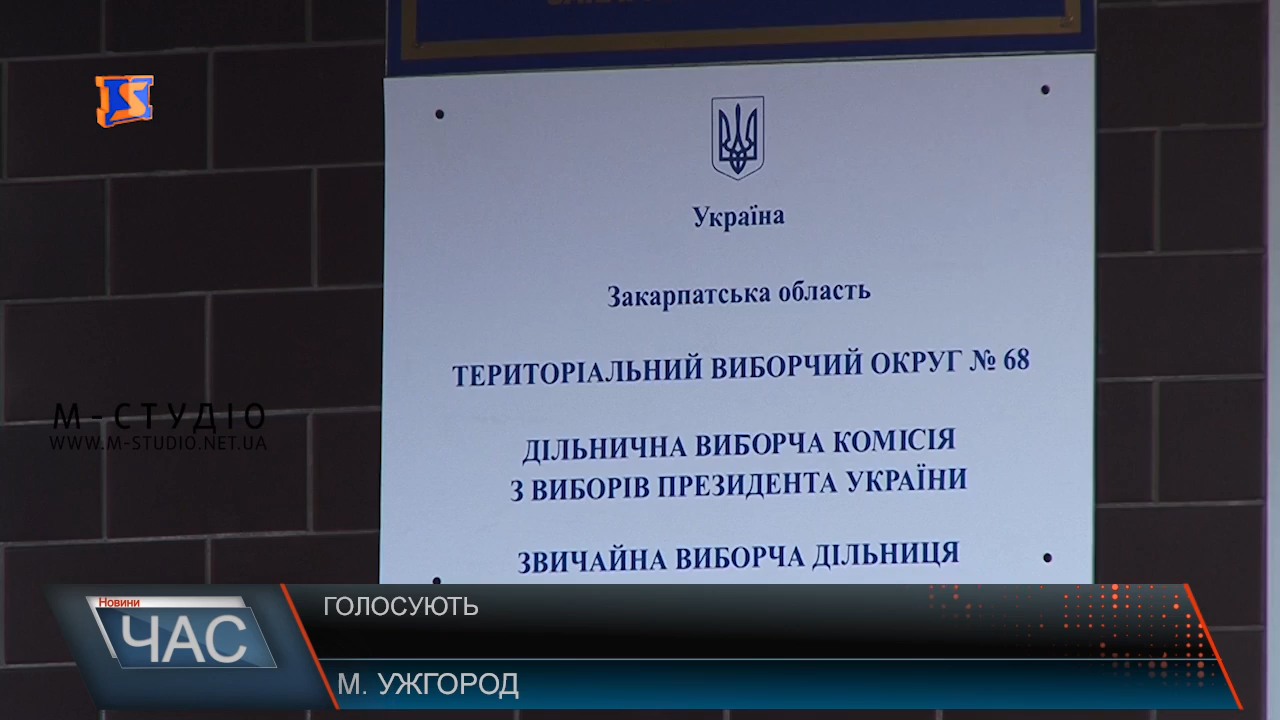 Україна
Закарпатська область
ТЕРИТОРІАЛЬНИЙ ВИБОРЧИЙ ОКРУГ № 68
ДІЛЬНИЧНА ВИБОРЧА КОМІСІЯ
З ВИБОРІВ ПРЕЗИДЕНТА УКРАЇНИ
ЗВИЧАЙНА ВИБОРЧА ДІЛЬНИЦЯ
М-СТУДІО
WWW.M-STUDIO.NET.UA
Новини
ЧАС
ГОЛОСУЮТЬ
М. УЖГОРОД